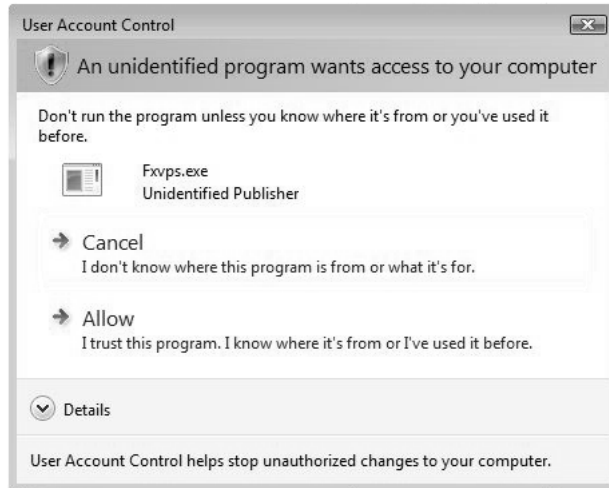 User Account Control
An unidentified program wants access to your computer
Don't run the program unless you know where it's from or you've used it
before.
Fxvps.exe
Unidentified Publisher
Cancel
I don't know where this program is from or what it's for.
Allow
I trust this program. I know where it's from or I've used it before.
Details
User Account Control helps stop unauthorized changes to your computer.